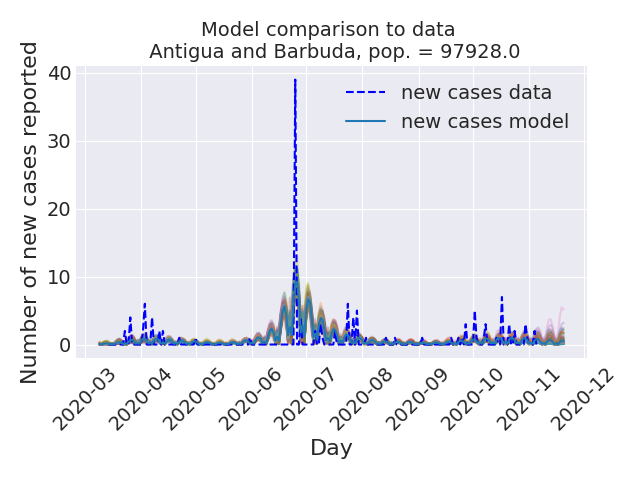 Model comparison to data
Antigua and Barbuda, pop. = 97928.0
Number of new cases reported
40
30
20
10
0
new cases data
new cases model
2020-03
2020-04
2020-05
2020-06
2020-07
2020-08
2020-09
2020-10
2020-11
2020-12
Day